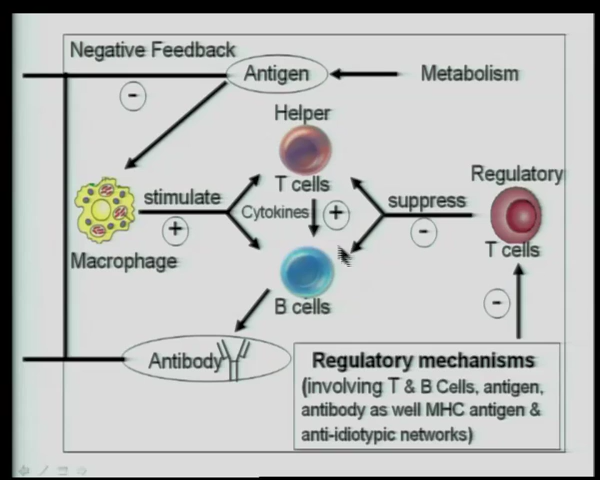 Negative Feedback
Antigen
Metabolism
-
Helper
T cells
Regulatory
T cells
stimulate
+
Cytokines
+
suppress
-
Macrophage
B cells
-
Antibody
Regulatory mechanisms
(involving T & B Cells, antigen,
antibody as well MHC antigen &
anti-idiotypic networks)